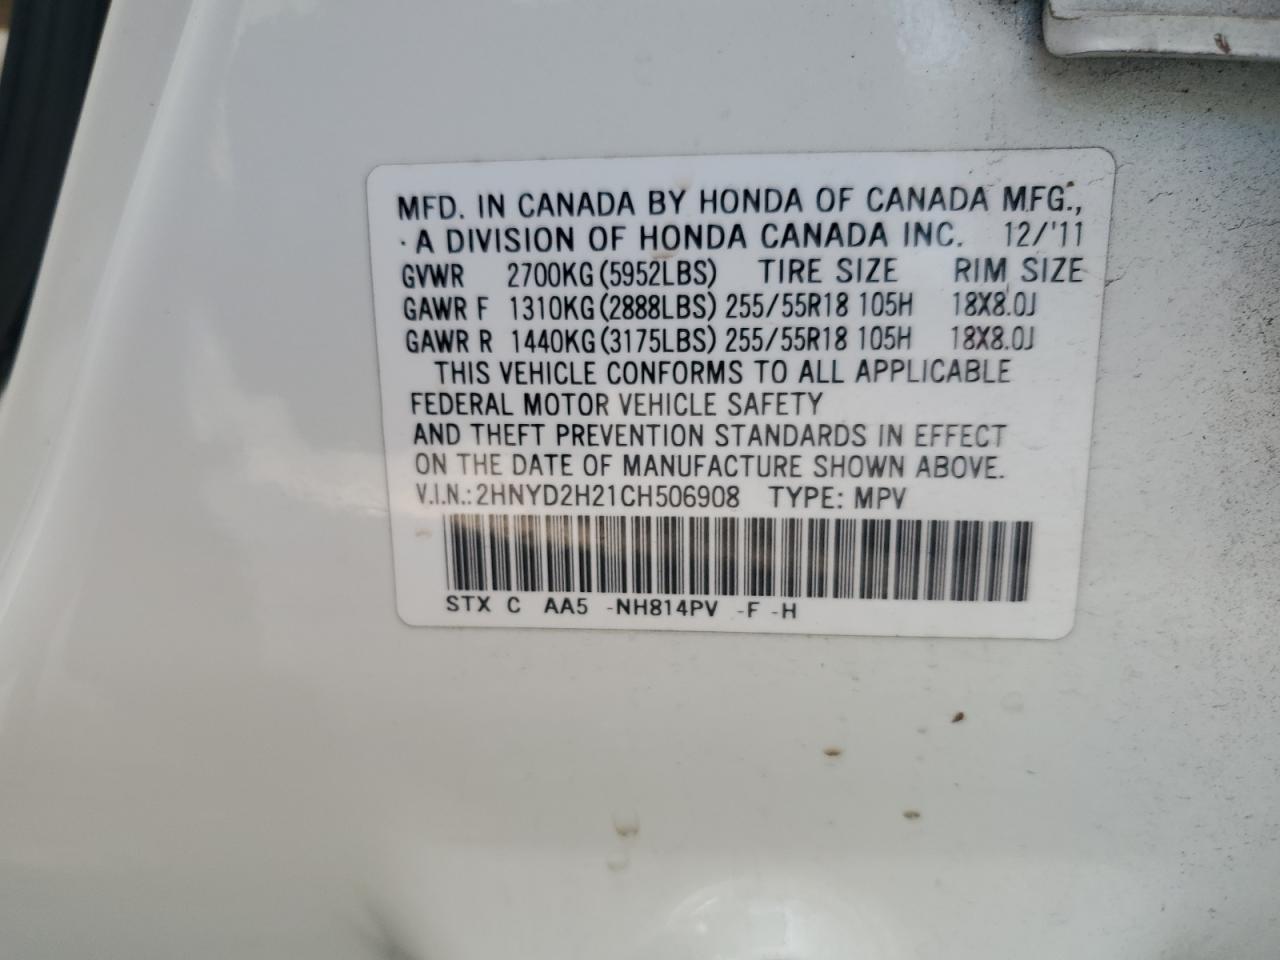 MFD. IN CANADA BY HONDA OF CANADA MFG.,
A DIVISION OF HONDA CANADA INC. 12/'11
GVWR 2700KG(5952LBS) TIRE SIZE RIM SIZE
GAWR F 1310KG(2888LBS) 255/55R18 105H 18X8.0J
GAWR R 1440KG(3175LBS) 255/55R18 105H 18X8.0J
THIS VEHICLE CONFORMS TO ALL APPLICABLE
FEDERAL MOTOR VEHICLE SAFETY
AND THEFT PREVENTION STANDARDS IN EFFECT
ON THE DATE OF MANUFACTURE SHOWN ABOVE.
V.I.N.: 2HNYD2H21CH506908 TYPE: MPV
STX C AA5 -NH814PV -F -H